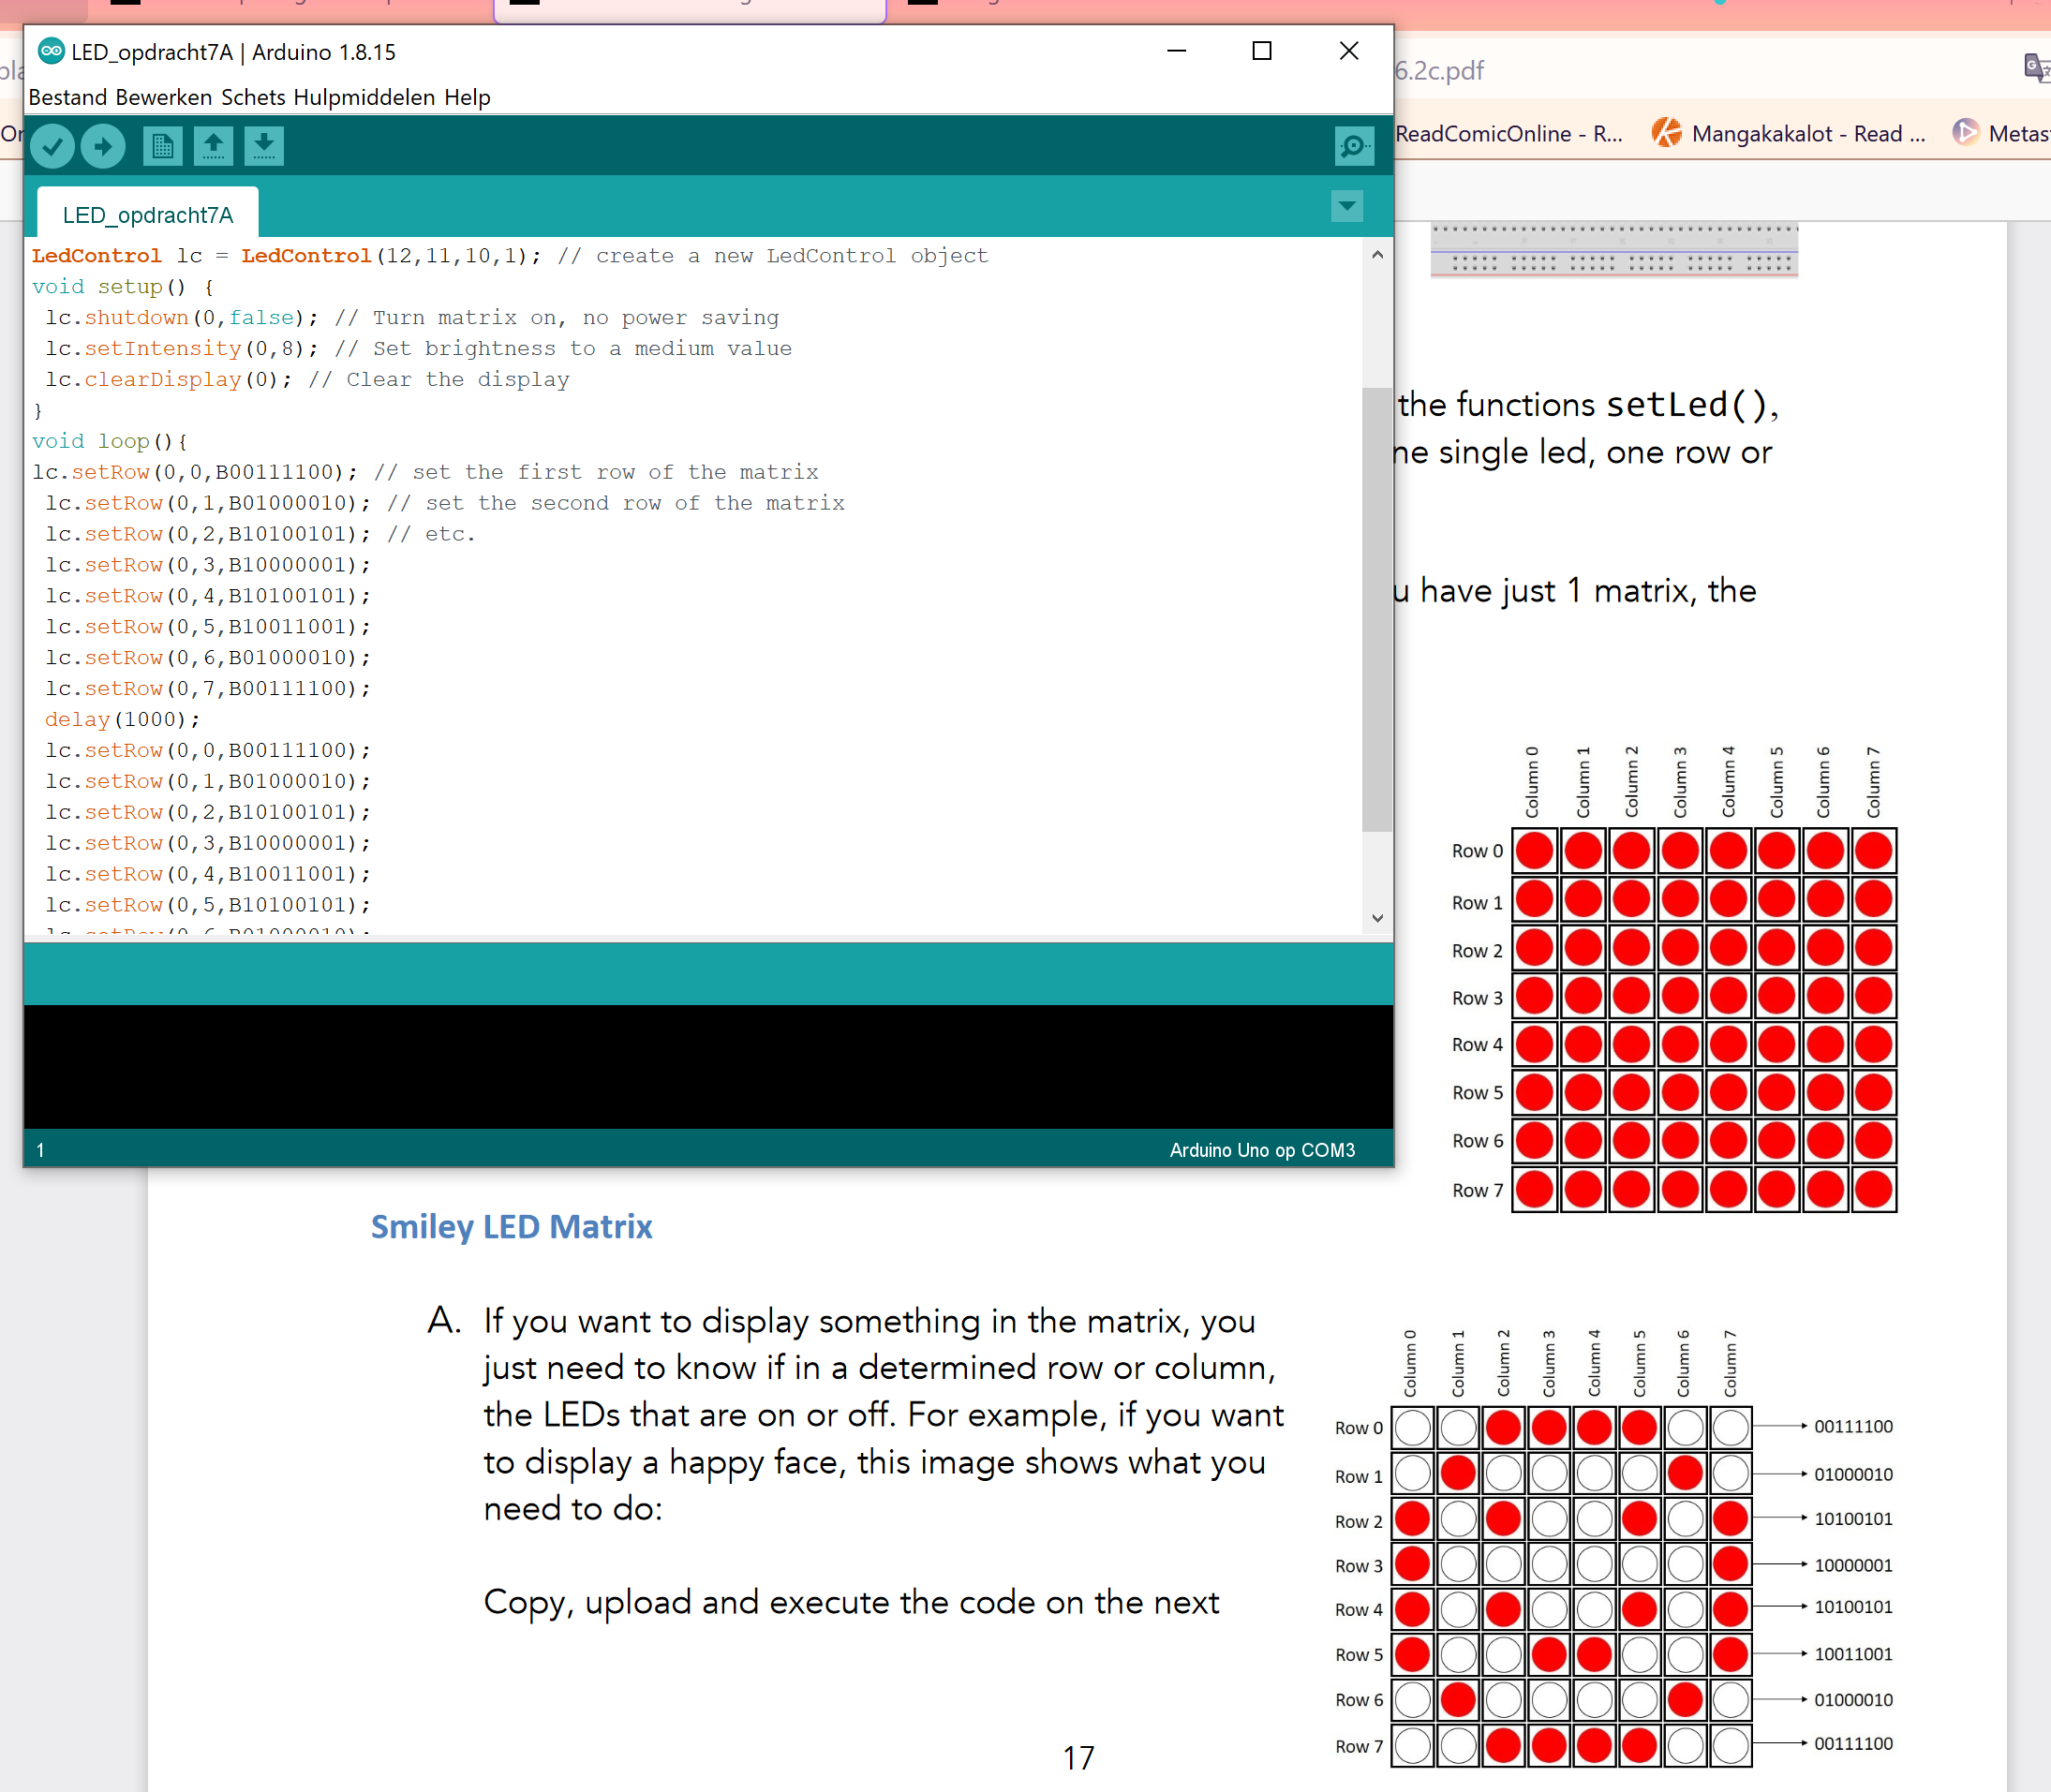 LED_opdracht7A | Arduino 1.8.15
Bestand Bewerken Schets Hulpmiddelen Help
6.2c.pdf
ReadComicOnline - R...
Mangakakalot - Read ...
LED_opdracht7A
LedControl lc = LedControl(12,11,10,1); // create a new LedControl object
void setup() {
lc.shutdown(0,false); // Turn matrix on, no power saving
lc.setIntensity(0,8); // Set brightness to a medium value
lc.clearDisplay(0); // Clear the display
}
void loop(){
lc.setRow(0,0,B00111100); // set the first row of the matrix
lc.setRow(0,1,B01000010); // set the second row of the matrix
lc.setRow(0,2,B10100101); // etc.
lc.setRow(0,3,B10000001);
lc.setRow(0,4,B10100101);
lc.setRow(0,5,B10011001);
lc.setRow(0,6,B01000010);
lc.setRow(0,7,B00111100);
delay(1000);
lc.setRow(0,0,B00111100);
lc.setRow(0,1,B01000010);
lc.setRow(0,2,B10100101);
lc.setRow(0,3,B10000001);
lc.setRow(0,4,B10011001);
lc.setRow(0,5,B10100101);
1
Arduino Uno op COM3
the functions setLed(),
single led, one row or
have just 1 matrix, the
Column 0 Column 1 Column 2 Column 3 Column 4 Column 5 Column 6 Column 7
Row 0
Row 1
Row 2
Row 3
Row 4
Row 5
Row 6
Row 7
Smiley LED Matrix
A. If you want to display something in the matrix, you
just need to know if in a determined row or column,
the LEDs that are on or off. For example, if you want
to display a happy face, this image shows what you
need to do:
Copy, upload and execute the code on the next
Column 0 Column 1 Column 2 Column 3 Column 4 Column 5 Column 6 Column 7
Row 0 00111100
Row 1 01000010
Row 2 10100101
Row 3 10000001
Row 4 10100101
Row 5 10011001
Row 6 01000010
Row 7 00111100
17